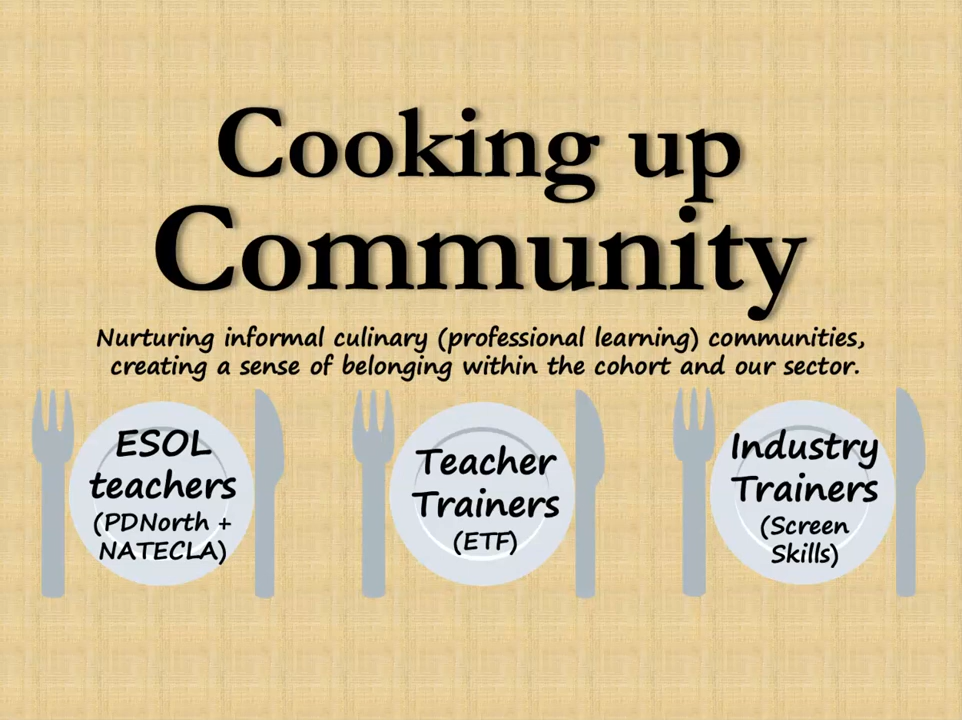 Cooking up
Community
Nurturing informal culinary (professional learning) communities,
creating a sense of belonging within the cohort and our sector.
ESOL
teachers
(PDNorth +
NATECLA)
Teacher
Trainers
(ETF)
Industry
Trainers
(Screen
Skills)